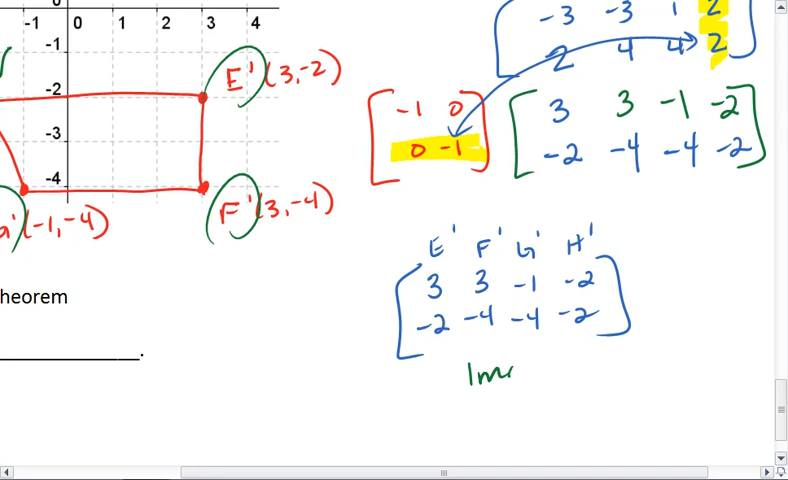 0
-1 0 1 2 3 4
-1
-2
-3
-4
E' (3,-2)
F' (3,-4)
G' (-1,-4)
-3 -3 1 2
2 4 4 2
-1 0
0 -1
3 3 -1 -2
-2 -4 -4 -2
E' F' G' H'
3 3 -1 -2
-2 -4 -4 -2
heorem
.